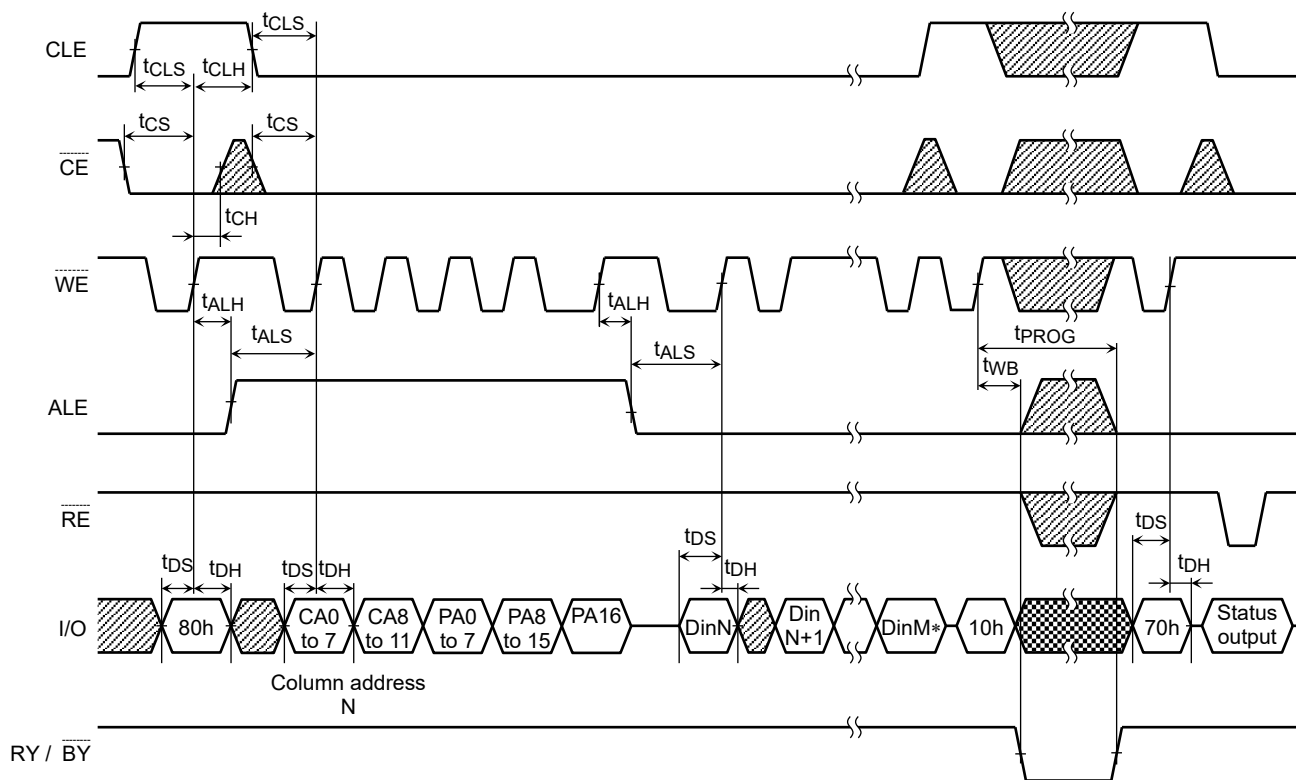 tCLS
CLE
tCLS
tCLH
tCS
tCS
CE
tCH
WE
tALH
tALH
tALS
tALS
tPROG
tWB
ALE
RE
tDS
tDH
tDS
tDH
tDS
tDH
tDS
tDH
I/O
80h
CA0
to 7
CA8
to 11
PA0
to 7
PA8
to 15
PA16
DinN
Din
N+1
DinM*
10h
70h
Status
output
Column address
N
RY / BY